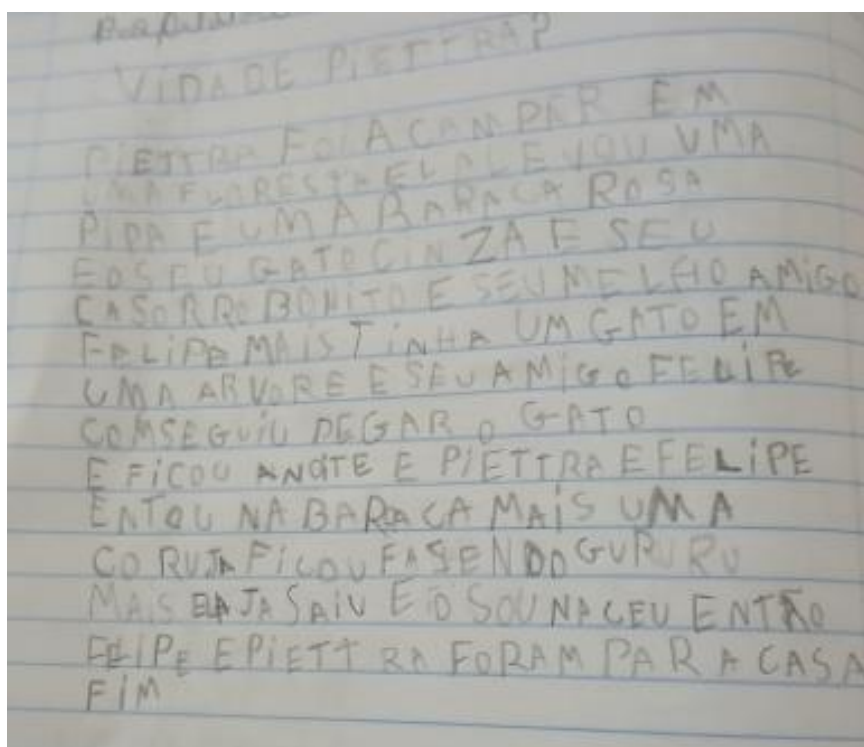 VIDA DE PIETTRA?
PIETTRA FOI ACAMPAR EM
UMA FLORESTA ELA LEVOU UMA
PIPA E UMA BARACA ROSA
E O SEU GATO CINZA E SEU
CASORRO BONITO E SEU MELHIO AMIGO
FELIPE MAIS TINHA UM GATO EM
UMA ARVORE E SEU AMIGO FELIPE
COMSEGUIU PEGAR O GATO
E FICOU ANOITE E PIETTRA E FELIPE
ENTOU NA BARACA MAIS UMA
CORUJA FICOU FASENDO GURURU
MAIS ELA JA SAIU E O SOU NACEU ENTÃO
FELIPE E PIETTRA FORAM PARA CASA
FIM